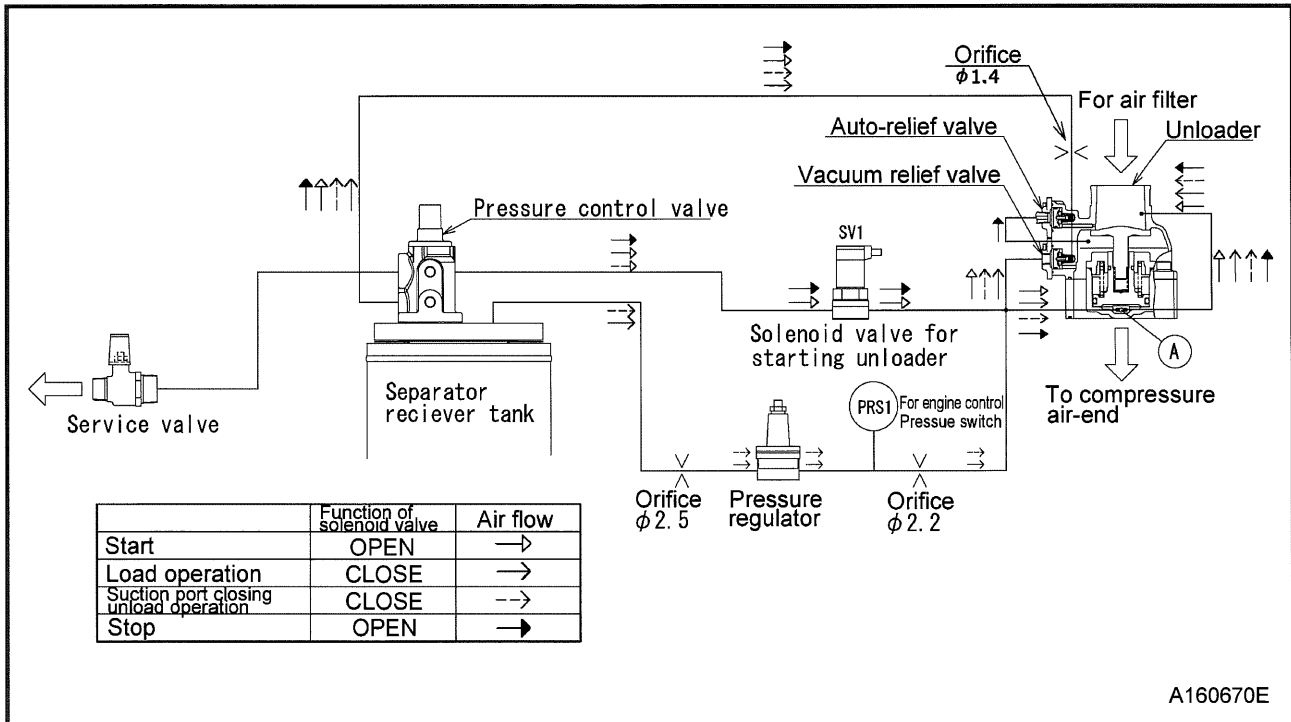 Orifice
φ1.4
For air filter
Auto-relief valve
Unloader
Vacuum relief valve
Pressure control valve
SV1
Solenoid valve for
starting unloader
A
To compressure
air-end
Separator
reciever tank
PRS1
For engine control
Pressue switch
Service valve
Orifice
φ2.5
Pressure
regulator
Orifice
φ2.2
Function of
solenoid valve
Air flow
Start
OPEN
Load operation
CLOSE
Suction port closing
unload operation
CLOSE
Stop
OPEN
A160670E